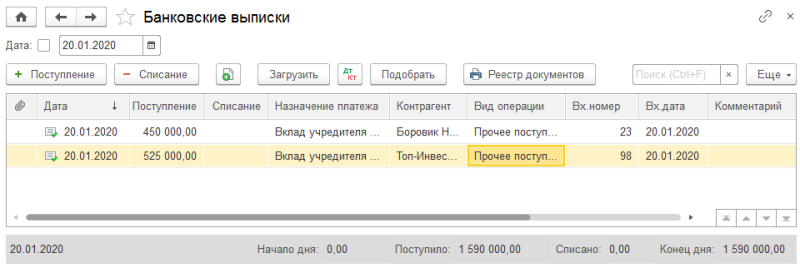 Банковские выписки
Дата: 20.01.2020
+ Поступление − Списание Загрузить Дт Кт Подобрать Реестр документов Поиск (Ctrl+F) × Еще
Дата ↓ Поступление Списание Назначение платежа Контрагент Вид операции Вх.номер Вх.дата Комментарий
20.01.2020 450 000,00 Вклад учредителя ... Боровик Н... Прочее поступ... 23 20.01.2020
20.01.2020 525 000,00 Вклад учредителя ... Топ-Инвес... Прочее поступ... 98 20.01.2020
20.01.2020 Начало дня: 0,00 Поступило: 1 590 000,00 Списано: 0,00 Конец дня: 1 590 000,00